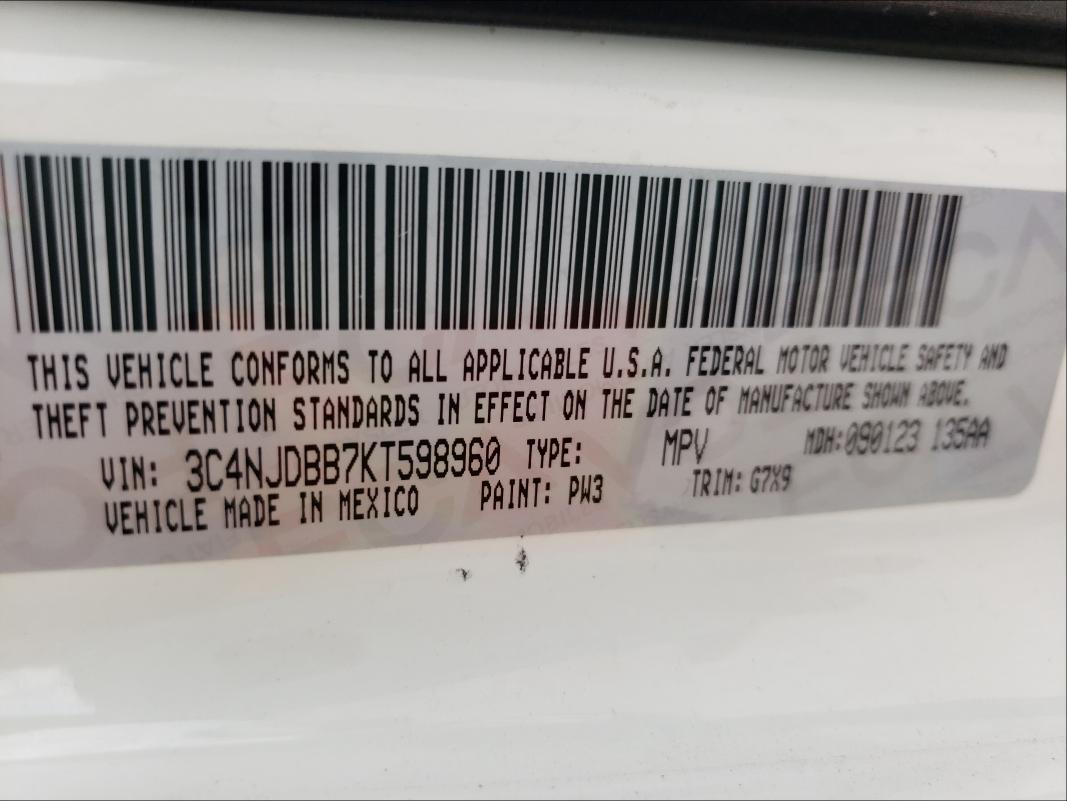 THIS VEHICLE CONFORMS TO ALL APPLICABLE U.S.A. FEDERAL MOTOR VEHICLE SAFETY AND
THEFT PREVENTION STANDARDS IN EFFECT ON THE DATE OF MANUFACTURE SHOWN ABOVE.
VIN: 3C4NJDBB7KT598960 TYPE: MPV MDH:090123 135AA
VEHICLE MADE IN MEXICO PAINT: PW3 TRIM: G7X9